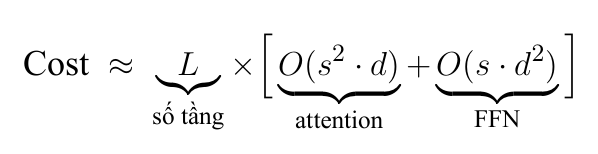 Cost ≈ L × [ O(s² · d) + O(s · d²) ]
số tầng attention FFN